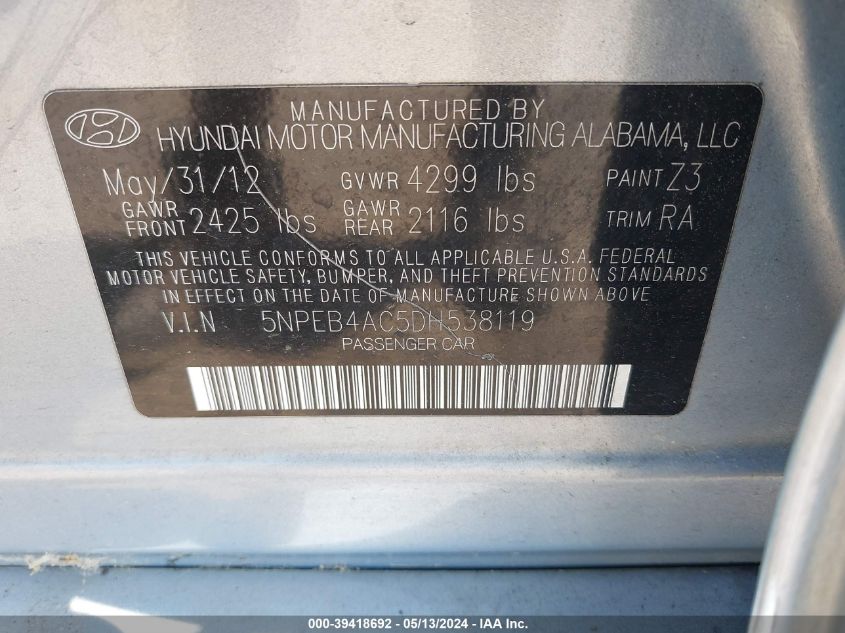 MANUFACTURED BY
HYUNDAI MOTOR MANUFACTURING ALABAMA, LLC
May/31/12 GVWR 4299 lbs PAINT Z3
GAWR FRONT 2425 lbs GAWR REAR 2116 lbs TRIM RA
THIS VEHICLE CONFORMS TO ALL APPLICABLE U.S.A. FEDERAL
MOTOR VEHICLE SAFETY, BUMPER, AND THEFT PREVENTION STANDARDS
IN EFFECT ON THE DATE OF MANUFACTURE SHOWN ABOVE
V.I.N 5NPEB4AC5DH538119
PASSENGER CAR
000-39418692 - 05/13/2024 - IAA Inc.